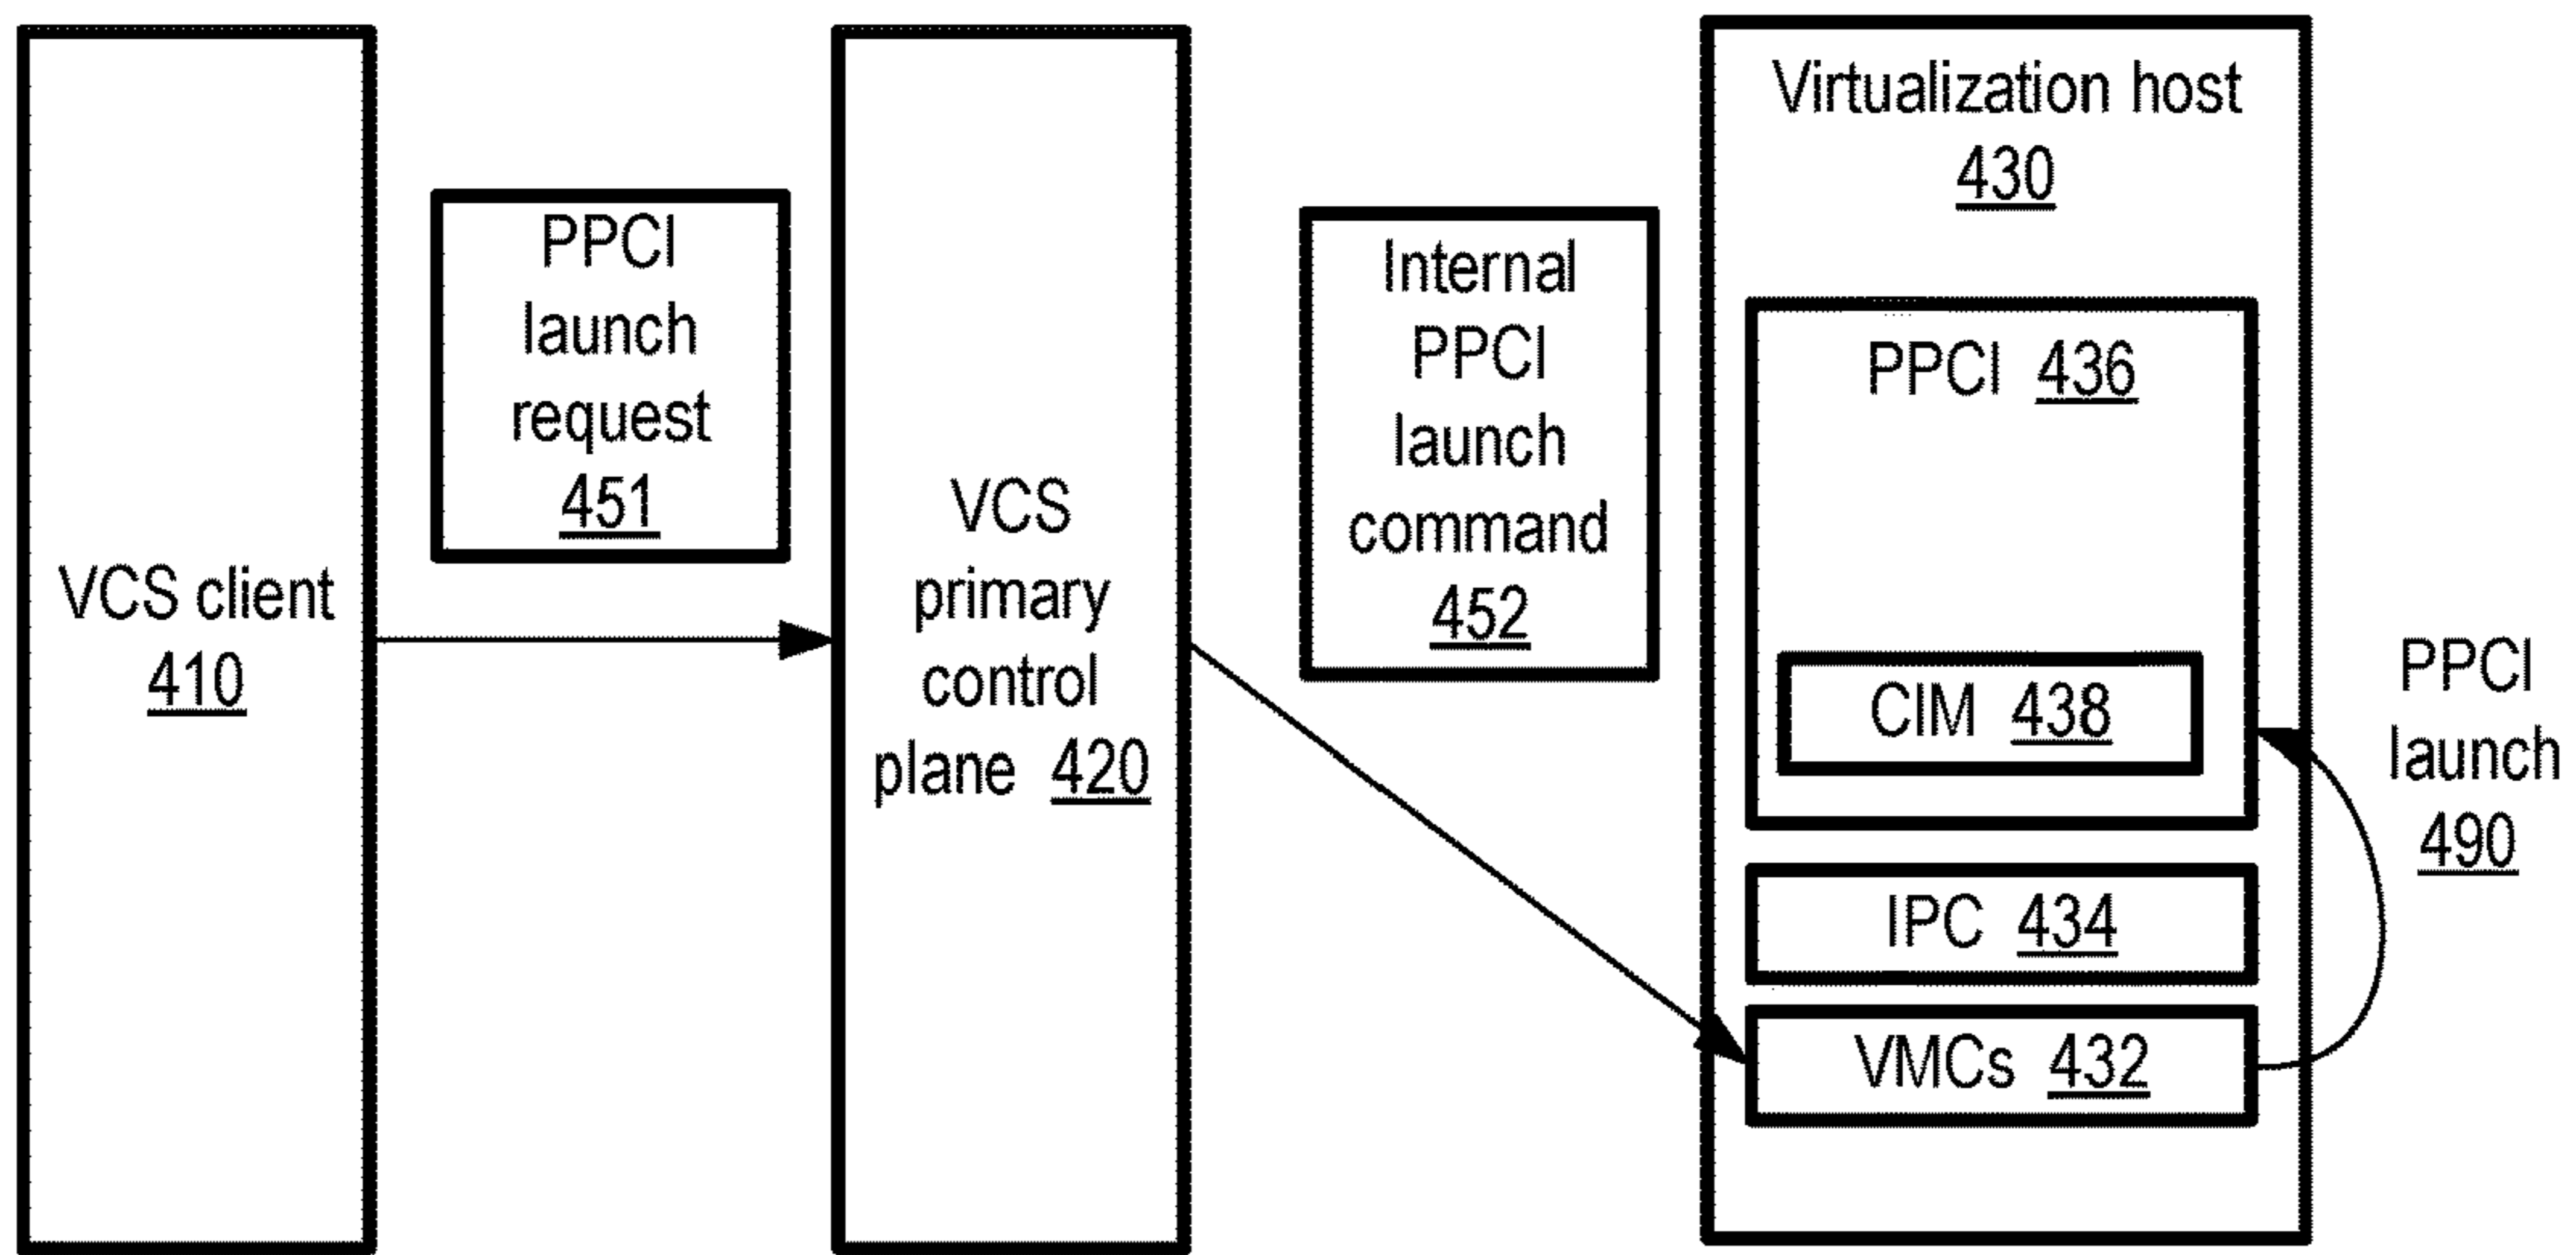 VCS client
410
PPCI
launch
request
451
VCS
primary
control
plane 420
Internal
PPCI
launch
command
452
Virtualization host
430
PPCI 436
CIM 438
IPC 434
VMCs 432
PPCI
launch
490